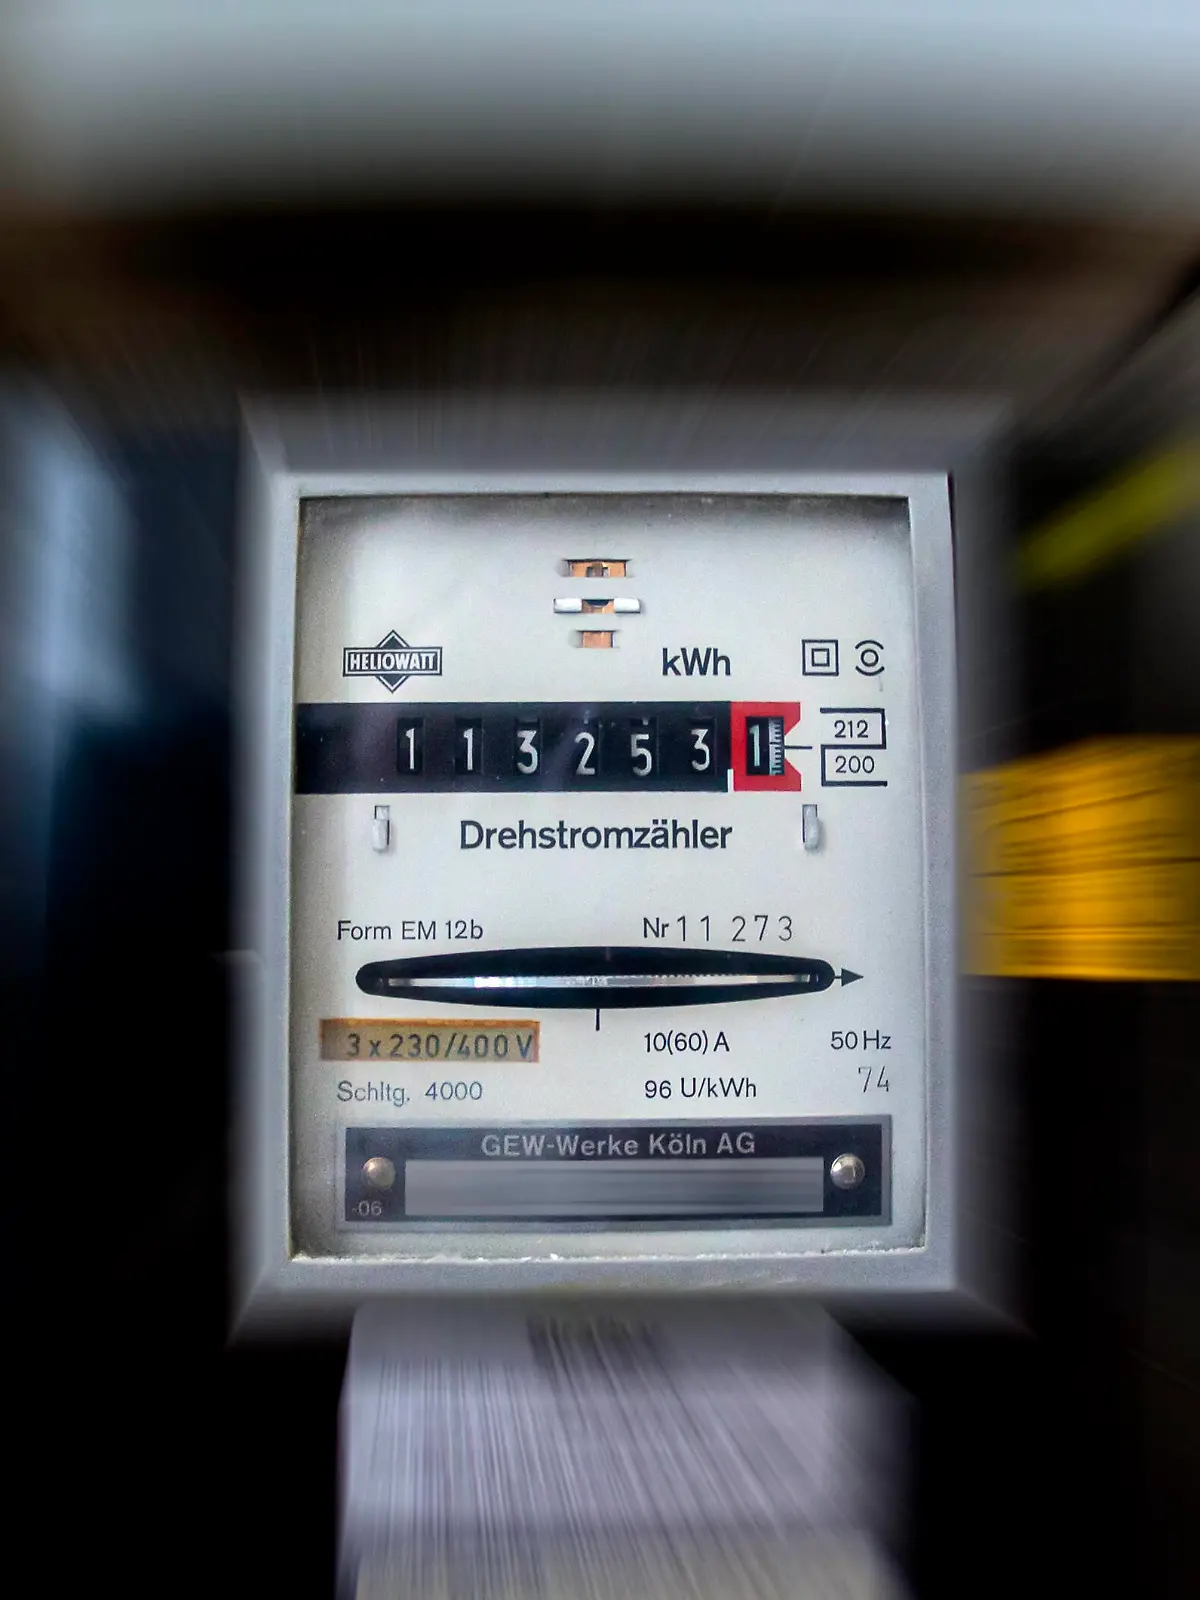 HELIOWATT
kWh
1 1 3 2 5 3 1
212
200
Drehstromzähler
Form EM 12b
Nr 11 273
3 x 230/400 V
10(60) A
50 Hz
Schltg. 4000
96 U/kWh
74
GEW-Werke Köln AG
-06